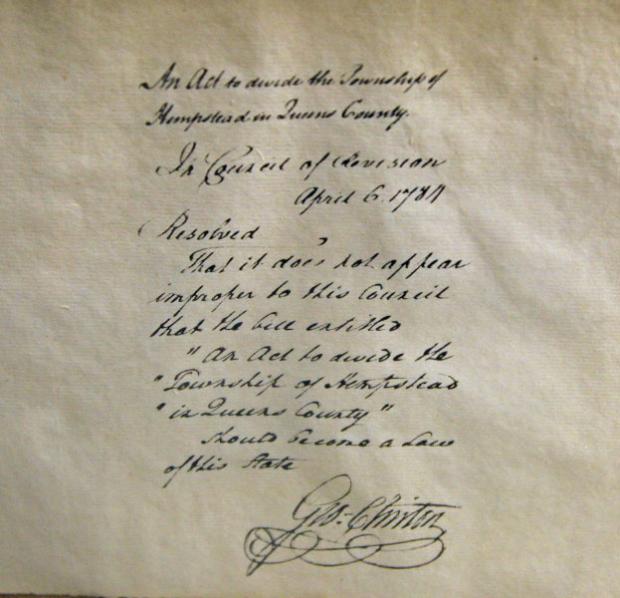 An Act to divide the Township of
Hempstead in Queens County.
In Council of Revision
April 6. 1784
Resolved
That it does not appear
improper to this Council
that the bill entitled
"An Act to divide the
"Township of Hempstead
"in Queens County"
should become a Law
of this State
Geo: Clinton